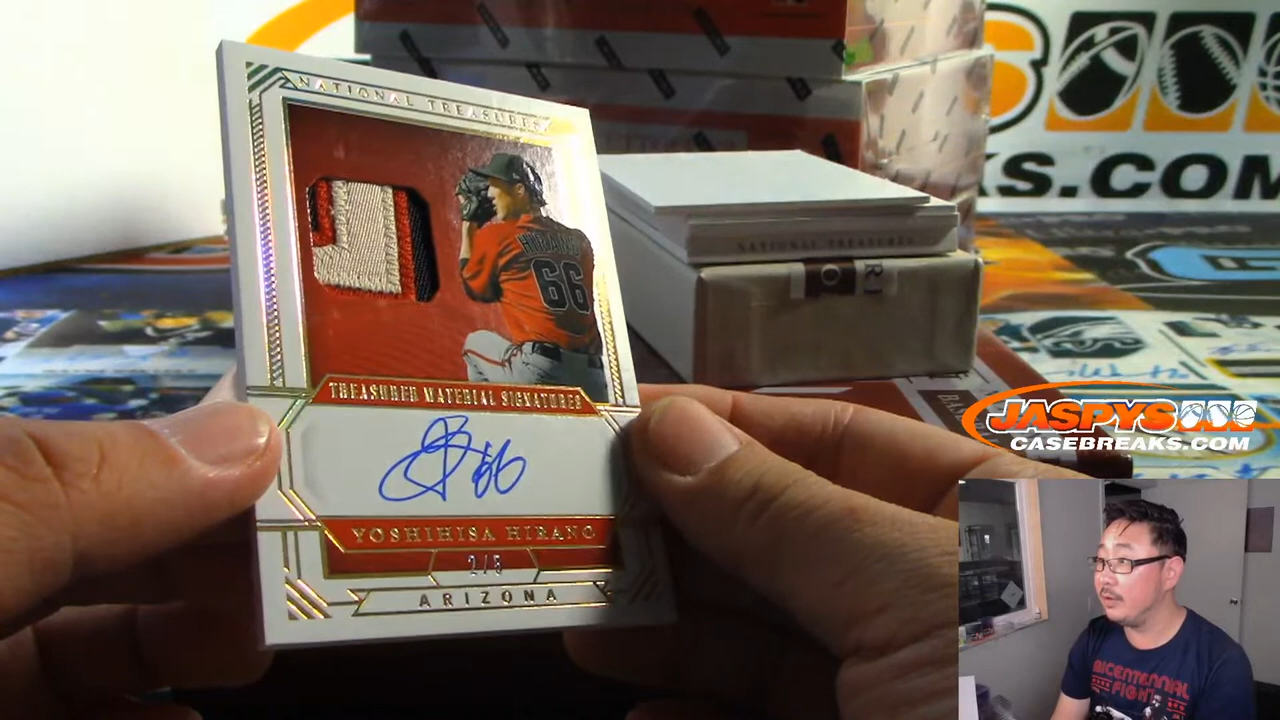 NATIONAL TREASURES
HIRANO
66
TREASURED MATERIAL SIGNATURES
66
YOSHIHISA HIRANO
2/5
ARIZONA
NATIONAL TREASURES
S
KS.COM
JASPYS
CASEBREAKS.COM
BICENTENNIAL
FIGHT